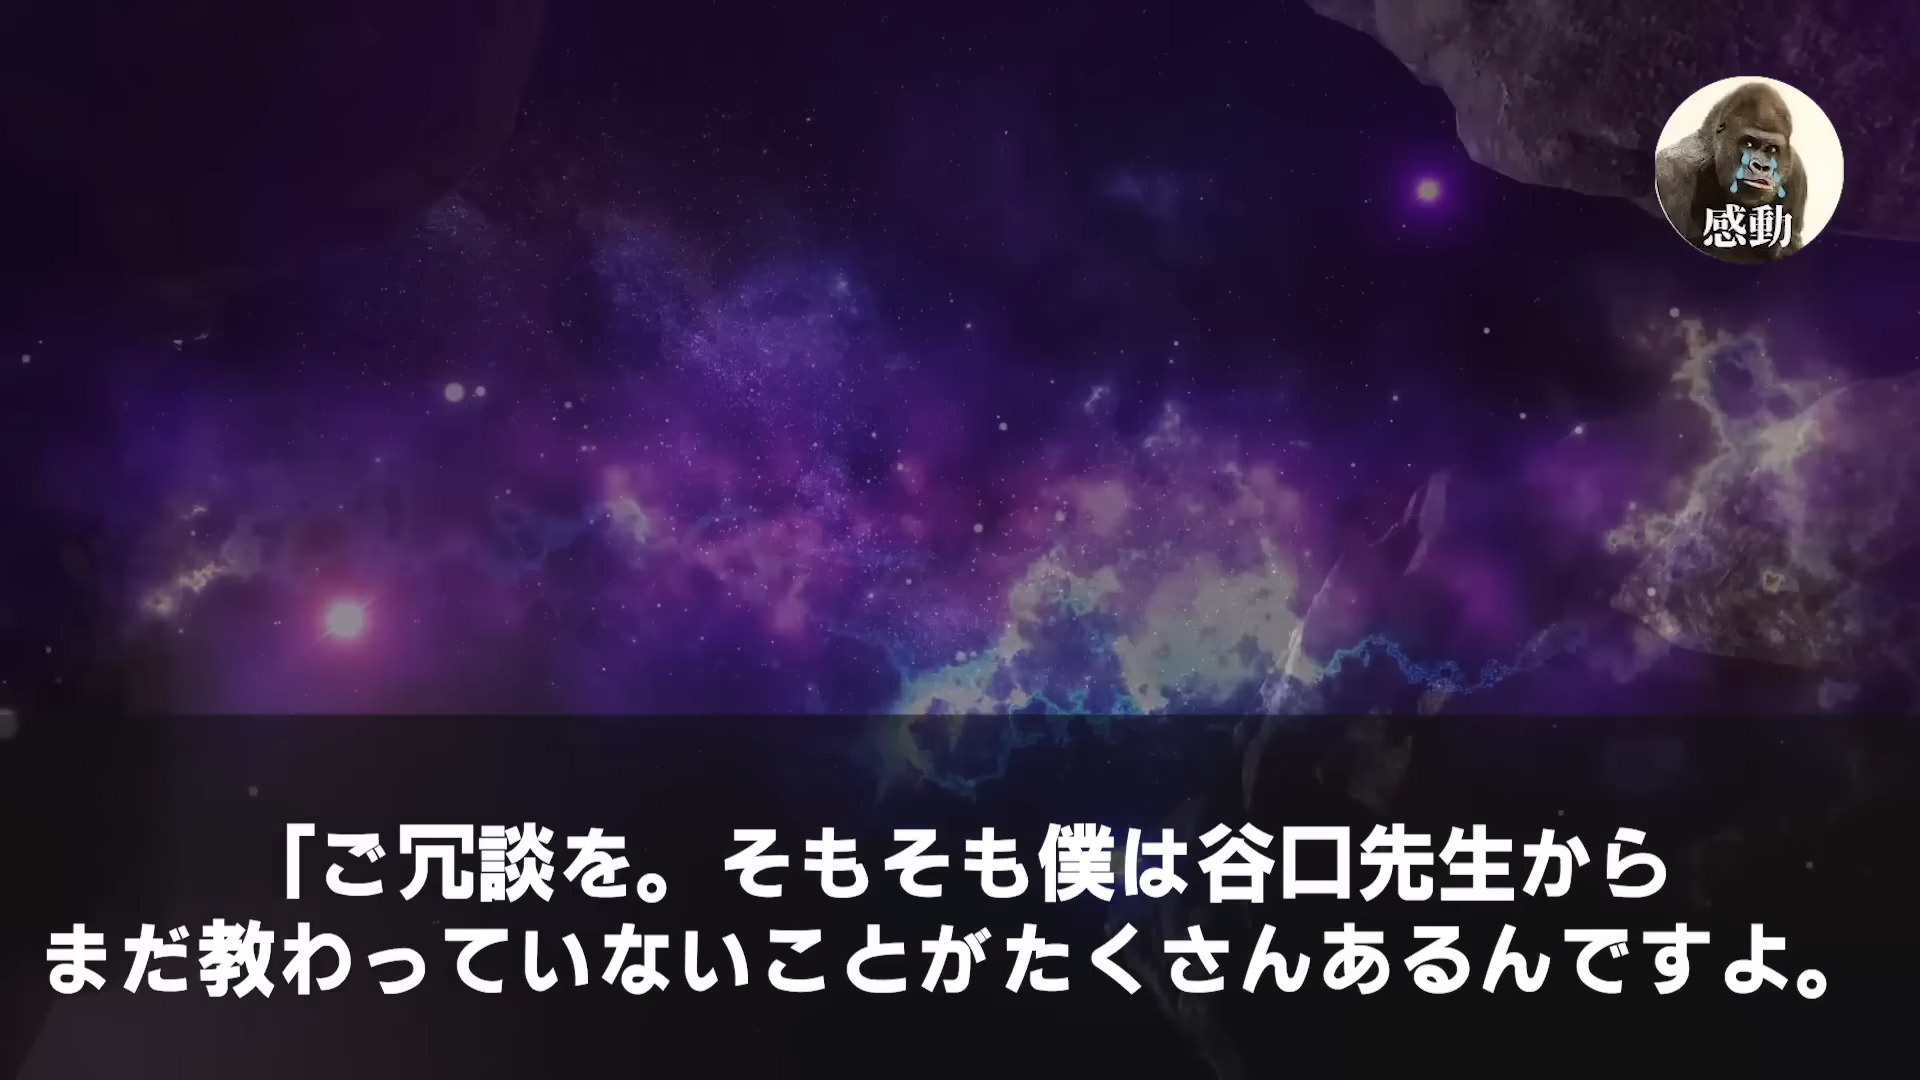 感動
「ご冗談を。そもそも僕は谷口先生から
まだ教わっていないことがたくさんあるんですよ。